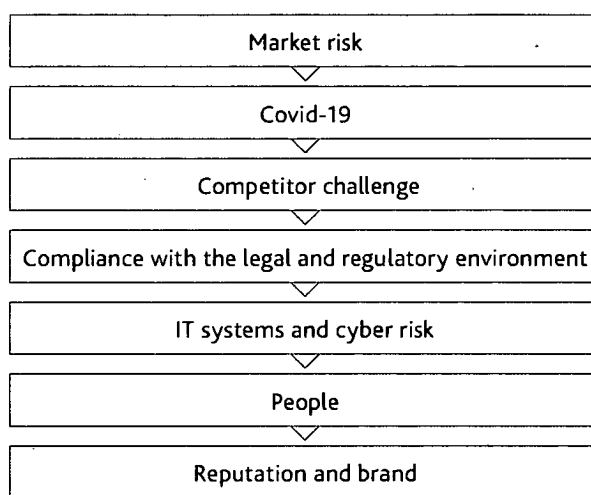 Market risk
Covid-19
Competitor challenge
Compliance with the legal and regulatory environment
IT systems and cyber risk
People
Reputation and brand